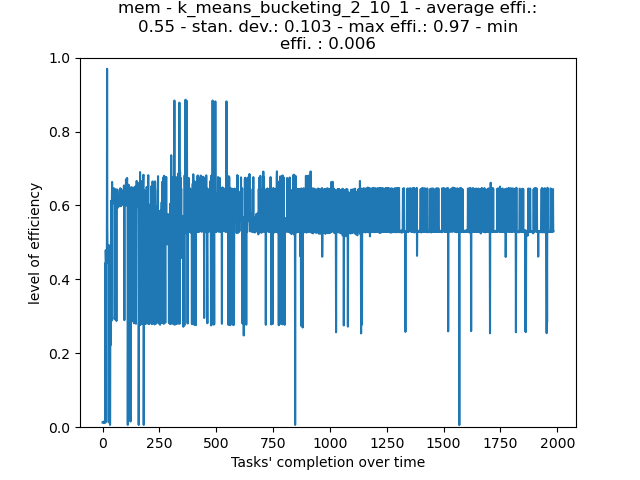 mem - k_means_bucketing_2_10_1 - average effi.:
0.55 - stan. dev.: 0.103 - max effi.: 0.97 - min
effi. : 0.006
1.0
0.8
0.6
0.4
0.2
0.0
level of efficiency
0 250 500 750 1000 1250 1500 1750 2000
Tasks' completion over time